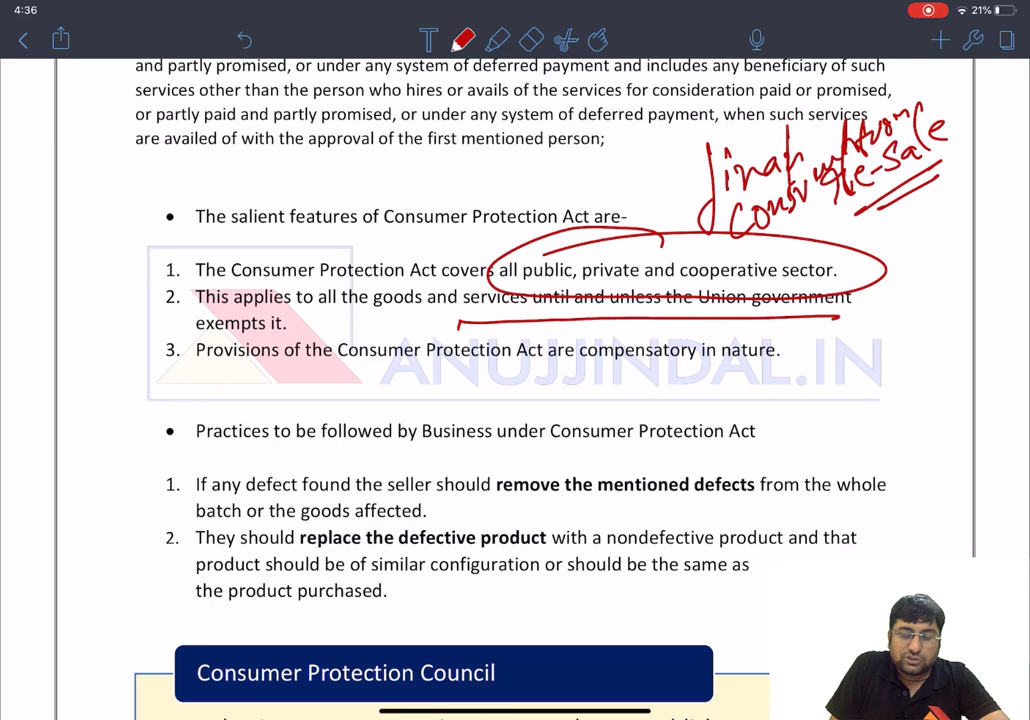 4:36
21%
T
and partly promised, or under any system of deferred payment and includes any beneficiary of such
services other than the person who hires or avails of the services for consideration paid or promised,
or partly paid and partly promised, or under any system of deferred payment, when such services
are availed of with the approval of the first mentioned person;
final
Consumption
Re-Sale
• The salient features of Consumer Protection Act are-
1. The Consumer Protection Act covers all public, private and cooperative sector.
2. This applies to all the goods and services until and unless the Union government
exempts it.
3. Provisions of the Consumer Protection Act are compensatory in nature.
ANUJJINDAL.IN
• Practices to be followed by Business under Consumer Protection Act
1. If any defect found the seller should remove the mentioned defects from the whole
batch or the goods affected.
2. They should replace the defective product with a nondefective product and that
product should be of similar configuration or should be the same as
the product purchased.
Consumer Protection Council